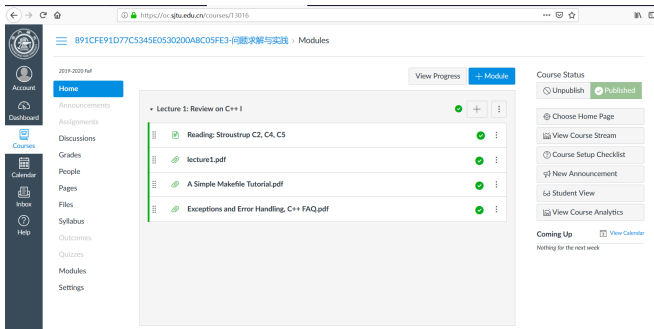 https://oc.sjtu.edu.cn/courses/13016
891CFE91D77C5345E0530200A8C05FE3-问题求解与实践 › Modules
Account
Dashboard
Courses
Calendar
Inbox
Help
2019-2020 Fall
Home
Announcements
Assignments
Discussions
Grades
People
Pages
Files
Syllabus
Outcomes
Quizzes
Modules
Settings
View Progress
+ Module
Lecture 1: Review on C++ I
Reading: Stroustrup C2, C4, C5
lecture1.pdf
A Simple Makefile Tutorial.pdf
Exceptions and Error Handling, C++ FAQ.pdf
Course Status
Unpublish
Published
Choose Home Page
View Course Stream
Course Setup Checklist
New Announcement
Student View
View Course Analytics
Coming Up
View Calendar
Nothing for the next week